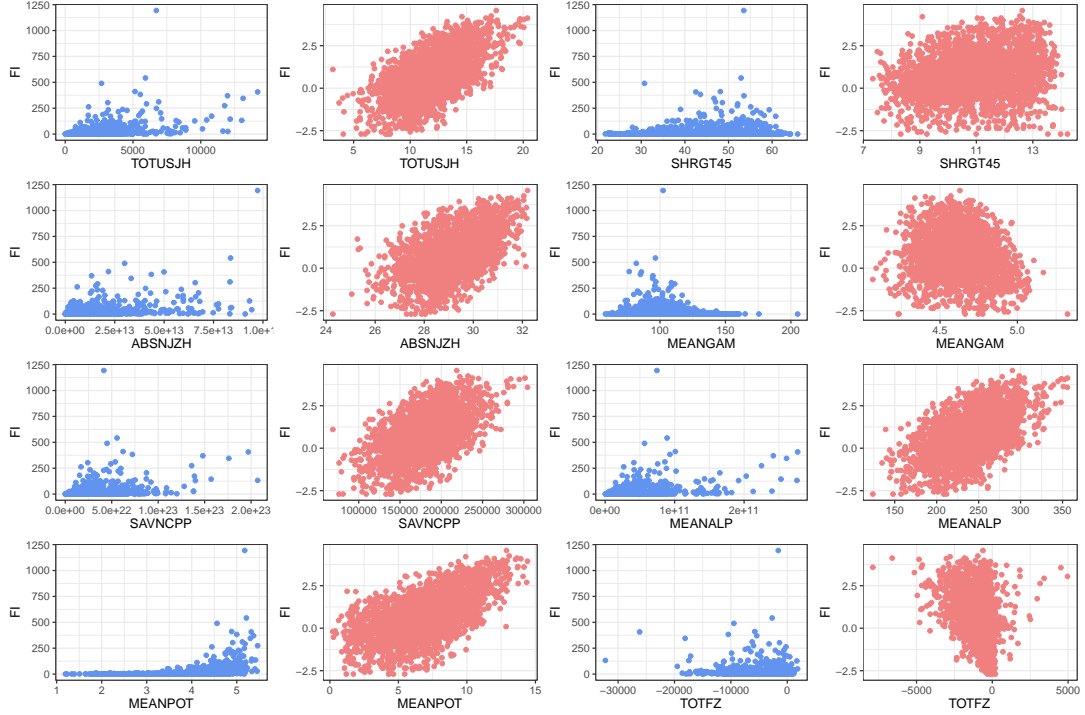 FI
1250
1000
750
500
250
0
0 5000 10000
TOTUSJH
FI
2.5
0.0
−2.5
5 10 15 20
TOTUSJH
FI
1250
1000
750
500
250
0
20 30 40 50 60
SHRGT45
FI
2.5
0.0
−2.5
7 9 11 13
SHRGT45
FI
1250
1000
750
500
250
0
0.0e+00 2.5e+13 5.0e+13 7.5e+13
ABSNJZH
FI
2.5
0.0
−2.5
24 26 28 30 32
ABSNJZH
FI
1250
1000
750
500
250
0
100 150 200
MEANGAM
FI
2.5
0.0
−2.5
4.5 5.0
MEANGAM
FI
1250
1000
750
500
250
0
0.0e+00 5.0e+22 1.0e+23 1.5e+23 2.0e+23
SAVNCPP
FI
2.5
0.0
−2.5
100000 150000 200000 250000 300000
SAVNCPP
FI
1250
1000
750
500
250
0
0e+00 1e+11 2e+11
MEANALP
FI
2.5
0.0
−2.5
150 200 250 300 350
MEANALP
FI
1250
1000
750
500
250
0
1 2 3 4 5
MEANPOT
FI
2.5
0.0
−2.5
0 5 10 15
MEANPOT
FI
1250
1000
750
500
250
0
−30000 −20000 −10000 0
TOTFZ
FI
2.5
0.0
−2.5
−5000 0 5000
TOTFZ